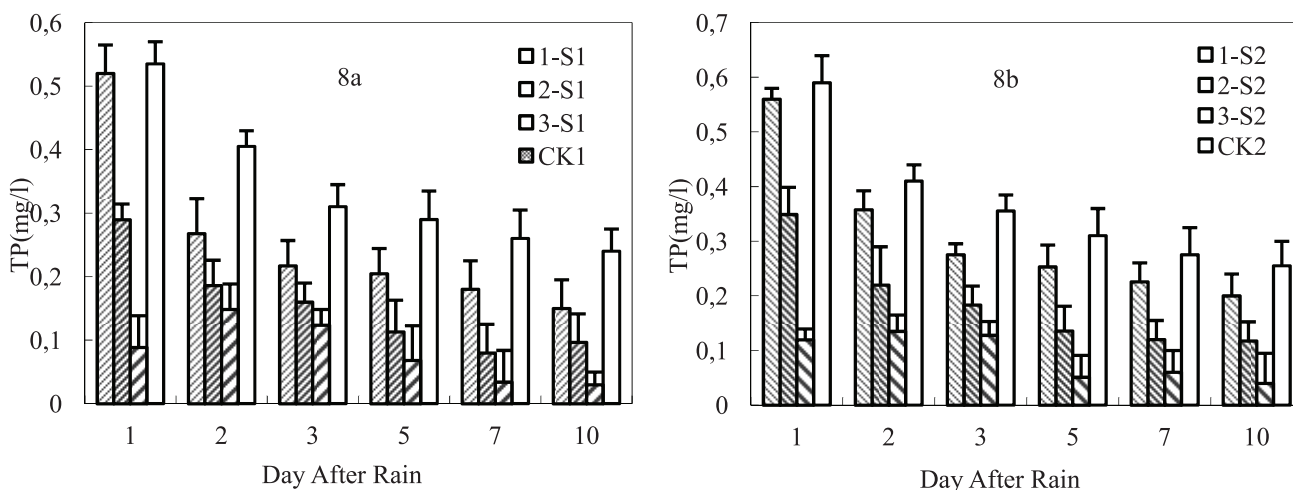 0,6
0,5
0,4
0,3
0,2
0,1
0
TP(mg/l)
8a
1-S1
2-S1
3-S1
CK1
1 2 3 5 7 10
Day After Rain
0,7
0,6
0,5
0,4
0,3
0,2
0,1
0
TP(mg/l)
8b
1-S2
2-S2
3-S2
CK2
1 2 3 5 7 10
Day After Rain